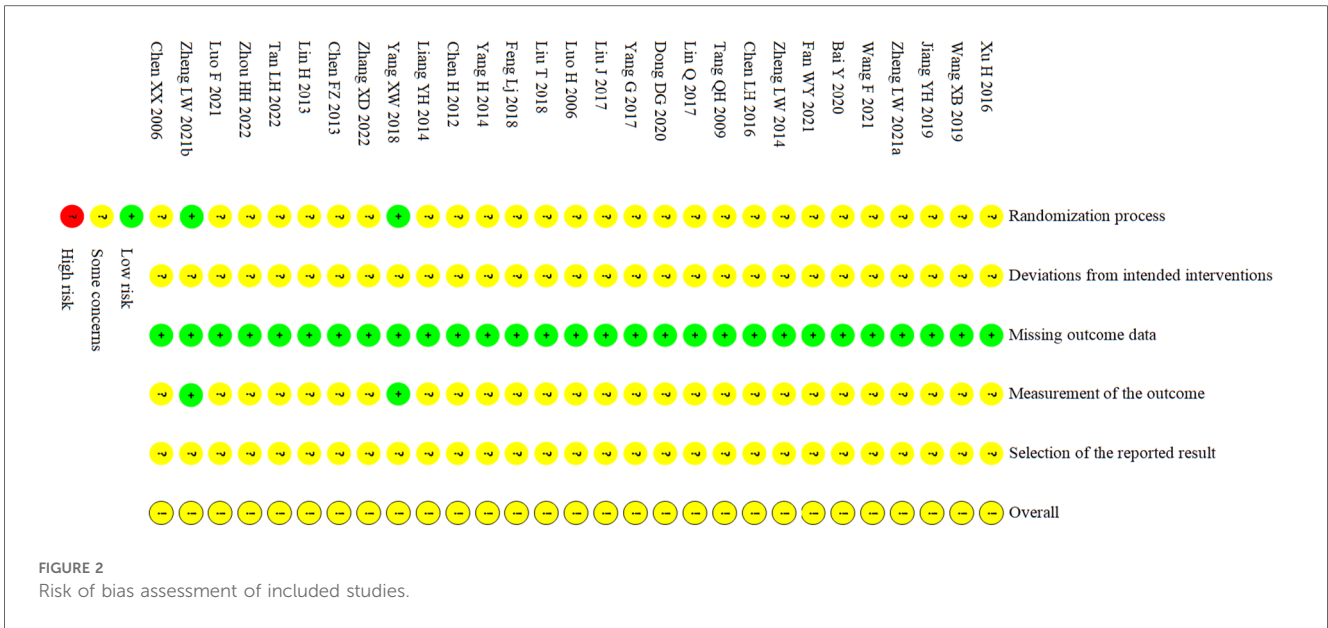 Chen XX 2006
Zheng LW 2021b
Luo F 2021
Zhou HH 2022
Tan LH 2022
Lin H 2013
Chen FZ 2013
Zhang XD 2022
Yang XW 2018
Liang YH 2014
Chen H 2012
Yang H 2014
Feng Lj 2018
Liu T 2018
Luo H 2006
Liu J 2017
Yang G 2017
Dong DG 2020
Lin Q 2017
Tang QH 2009
Chen LH 2016
Zheng LW 2014
Fan WY 2021
Bai Y 2020
Wang F 2021
Zheng LW 2021a
Jiang YH 2019
Wang XB 2019
Xu H 2016
? ? + ? + ? ? ? ? ? ? + ? ? ? ? ? ? ? ? ? ? ? ? ? ? ? ? ? ? ? ? Randomization process
? ? ? ? ? ? ? ? ? ? ? ? ? ? ? ? ? ? ? ? ? ? ? ? ? ? ? ? ? Deviations from intended interventions
+ + + + + + + + + + + + + + + + + + + + + + + + + + + + + Missing outcome data
? + ? ? ? ? ? ? + ? ? ? ? ? ? ? ? ? ? ? ? ? ? ? ? ? ? ? ? Measurement of the outcome
? ? ? ? ? ? ? ? ? ? ? ? ? ? ? ? ? ? ? ? ? ? ? ? ? ? ? ? ? Selection of the reported result
! ! ! ! ! ! ! ! ! ! ! ! ! ! ! ! ! ! ! ! ! ! ! ! ! ! ! ! ! Overall
High risk
Some concerns
Low risk
FIGURE 2
Risk of bias assessment of included studies.